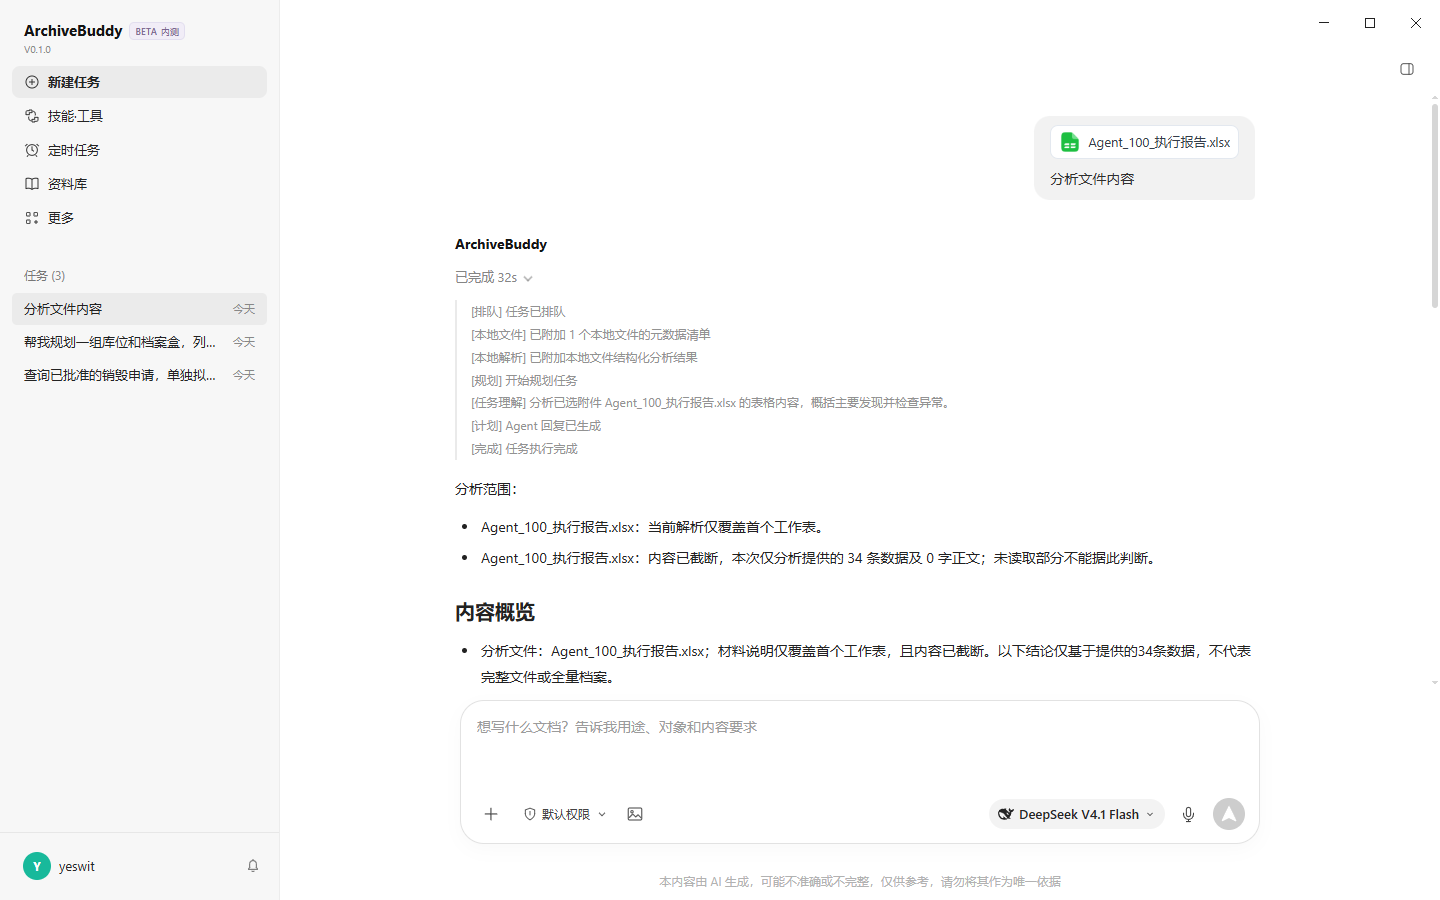 ArchiveBuddy BETA 内测
V0.1.0
新建任务
技能·工具
定时任务
资料库
更多
任务 (3)
分析文件内容 今天
帮我规划一组库位和档案盒，列... 今天
查询已批准的销毁申请，单独拟... 今天
Y yeswit
Agent_100_执行报告.xlsx
分析文件内容
ArchiveBuddy
已完成 32s
[排队] 任务已排队
[本地文件] 已附加 1 个本地文件的元数据清单
[本地解析] 已附加本地文件结构化分析结果
[规划] 开始规划任务
[任务理解] 分析已选附件 Agent_100_执行报告.xlsx 的表格内容，概括主要发现并检查异常。
[计划] Agent 回复已生成
[完成] 任务执行完成
分析范围：
Agent_100_执行报告.xlsx：当前解析仅覆盖首个工作表。
Agent_100_执行报告.xlsx：内容已截断，本次仅分析提供的 34 条数据及 0 字正文；未读取部分不能据此判断。
内容概览
分析文件：Agent_100_执行报告.xlsx；材料说明仅覆盖首个工作表，且内容已截断。以下结论仅基于提供的34条数据，不代表
完整文件或全量档案。
想写什么文档？告诉我用途、对象和内容要求
默认权限
DeepSeek V4.1 Flash
本内容由 AI 生成，可能不准确或不完整，仅供参考，请勿将其作为唯一依据